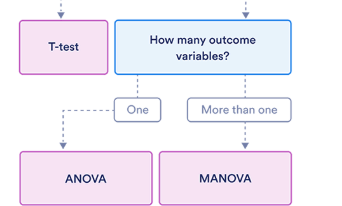 T-test
How many outcome
variables?
One
More than one
ANOVA
MANOVA